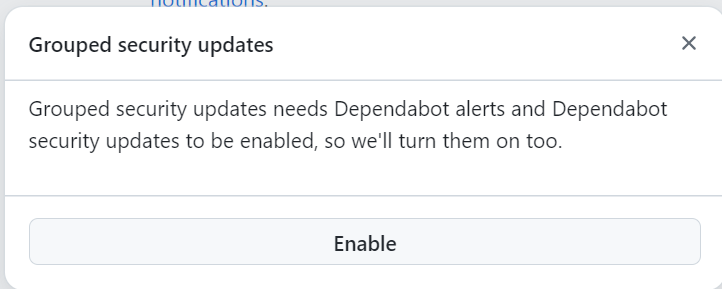 notifications.
Grouped security updates
Grouped security updates needs Dependabot alerts and Dependabot
security updates to be enabled, so we'll turn them on too.
Enable